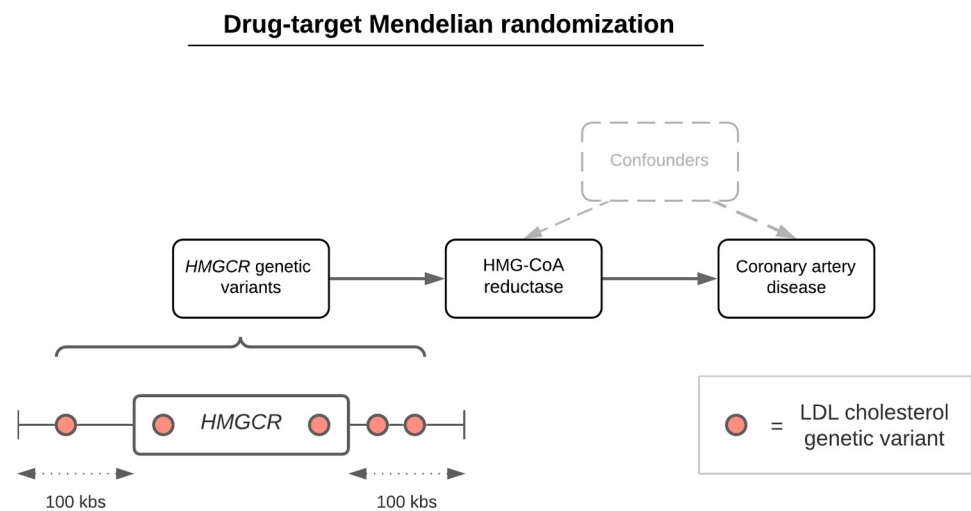 Drug-target Mendelian randomization
Confounders
HMGCR genetic
variants
HMG-CoA
reductase
Coronary artery
disease
HMGCR
100 kbs
100 kbs
= LDL cholesterol
genetic variant